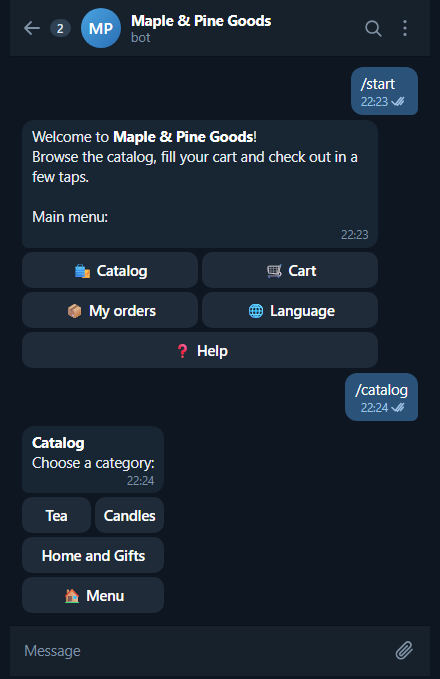 2
MP
Maple & Pine Goods
bot
/start
22:23
Welcome to Maple & Pine Goods!
Browse the catalog, fill your cart and check out in a
few taps.
Main menu:
22:23
Catalog
Cart
My orders
Language
Help
/catalog
22:24
Catalog
Choose a category:
22:24
Tea
Candles
Home and Gifts
Menu
Message